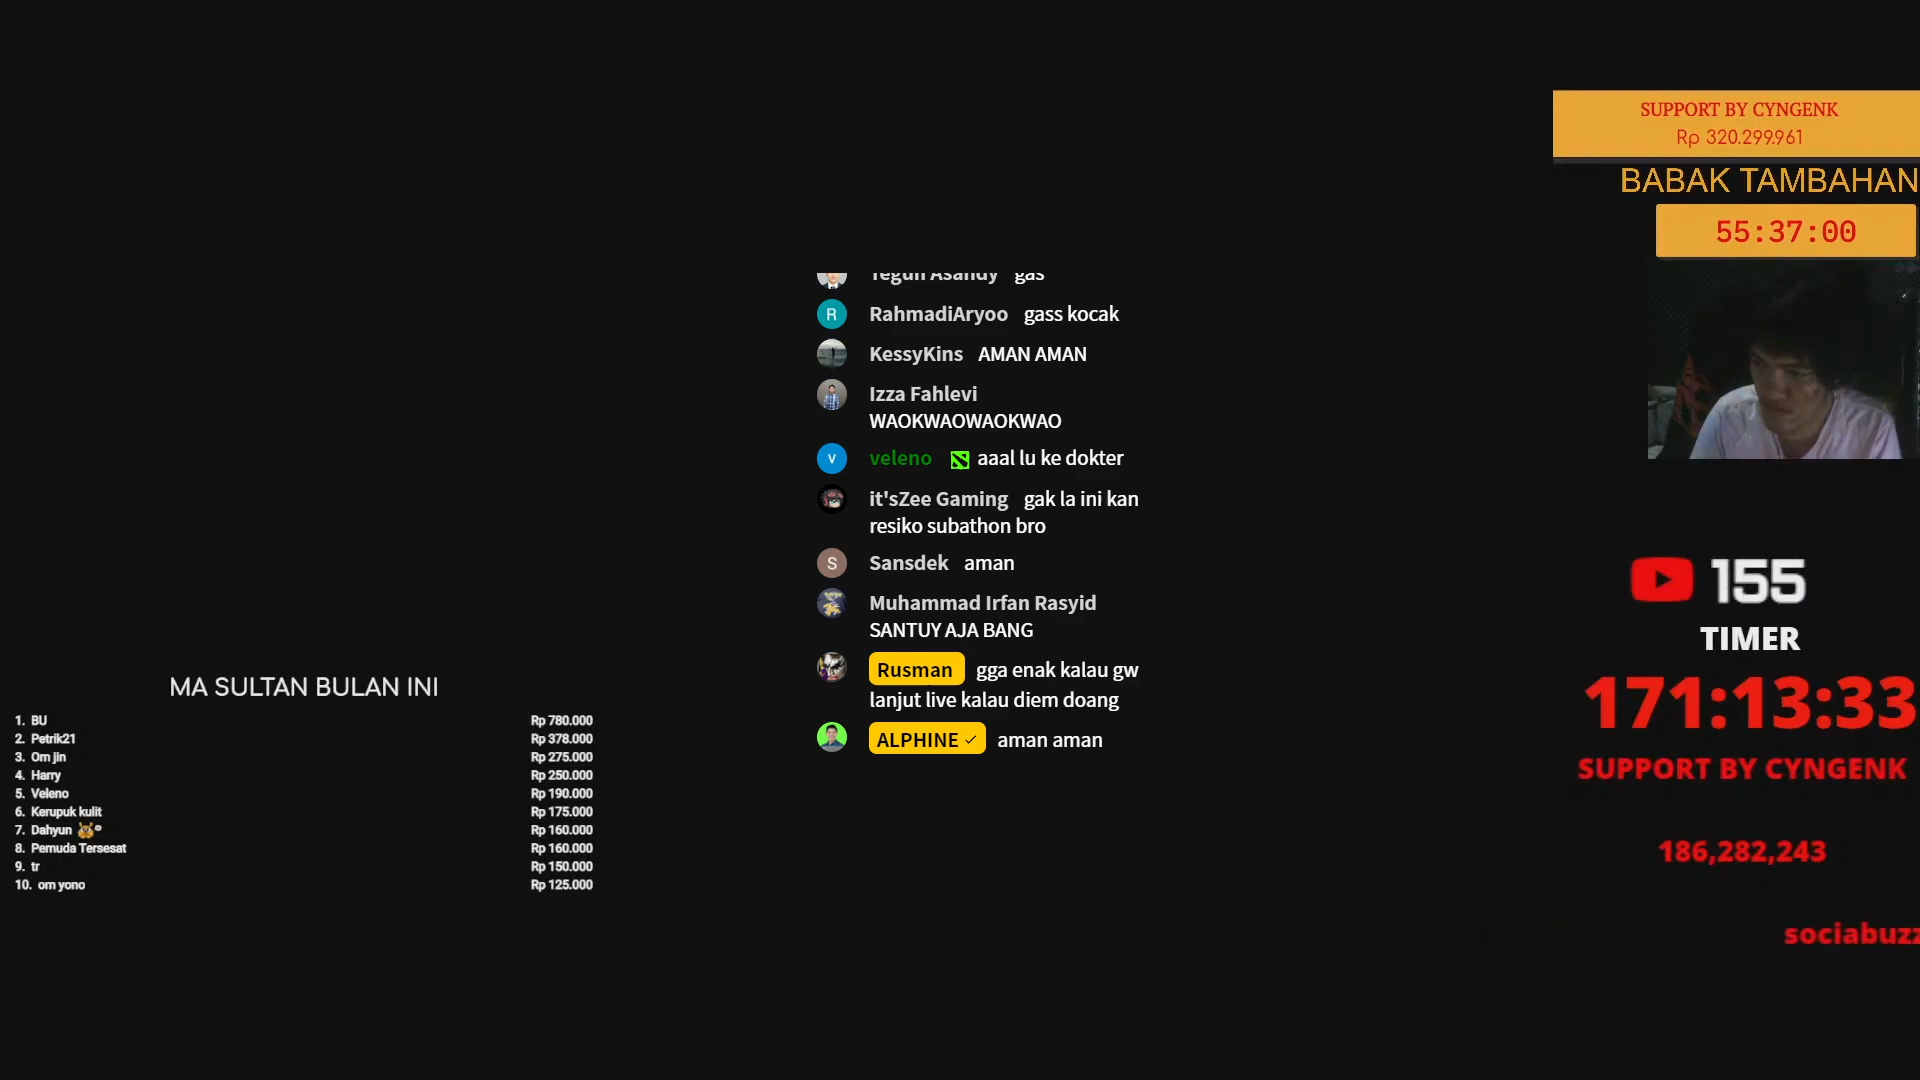 SUPPORT BY CYNGENK
Rp 320.299.961
BABAK TAMBAHAN
55:37:00
Teguh Asandy gas
R RahmadiAryoo gass kocak
KessyKins AMAN AMAN
Izza Fahlevi
WAOKWAOWAOKWAO
v veleno aaal lu ke dokter
it'sZee Gaming gak la ini kan
resiko subathon bro
S Sansdek aman
Muhammad Irfan Rasyid
SANTUY AJA BANG
Rusman gga enak kalau gw
lanjut live kalau diem doang
ALPHINE aman aman
MA SULTAN BULAN INI
1. BU Rp 780.000
2. Petrik21 Rp 378.000
3. Om jin Rp 275.000
4. Harry Rp 250.000
5. Veleno Rp 190.000
6. Kerupuk kulit Rp 175.000
7. Dahyun Rp 160.000
8. Pemuda Tersesat Rp 160.000
9. tr Rp 150.000
10. om yono Rp 125.000
155
TIMER
171:13:33
SUPPORT BY CYNGENK
186,282,243
sociabuzz